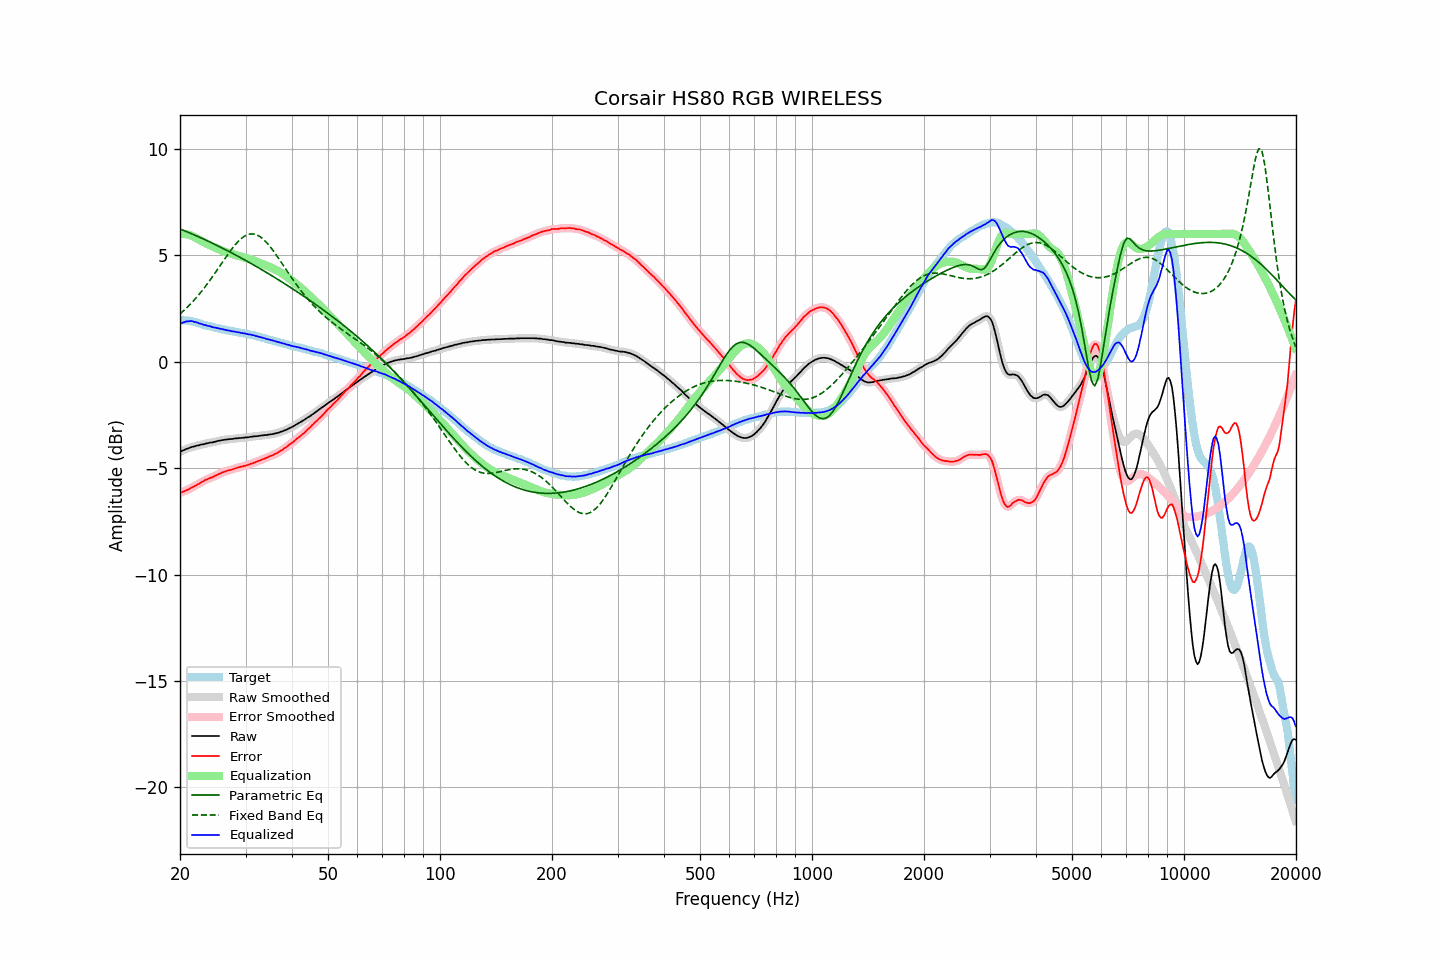 Corsair HS80 RGB WIRELESS
Amplitude (dBr)
10
5
0
−5
−10
−15
−20
Target
Raw Smoothed
Error Smoothed
Raw
Error
Equalization
Parametric Eq
Fixed Band Eq
Equalized
20 50 100 200 500 1000 2000 5000 10000 20000
Frequency (Hz)